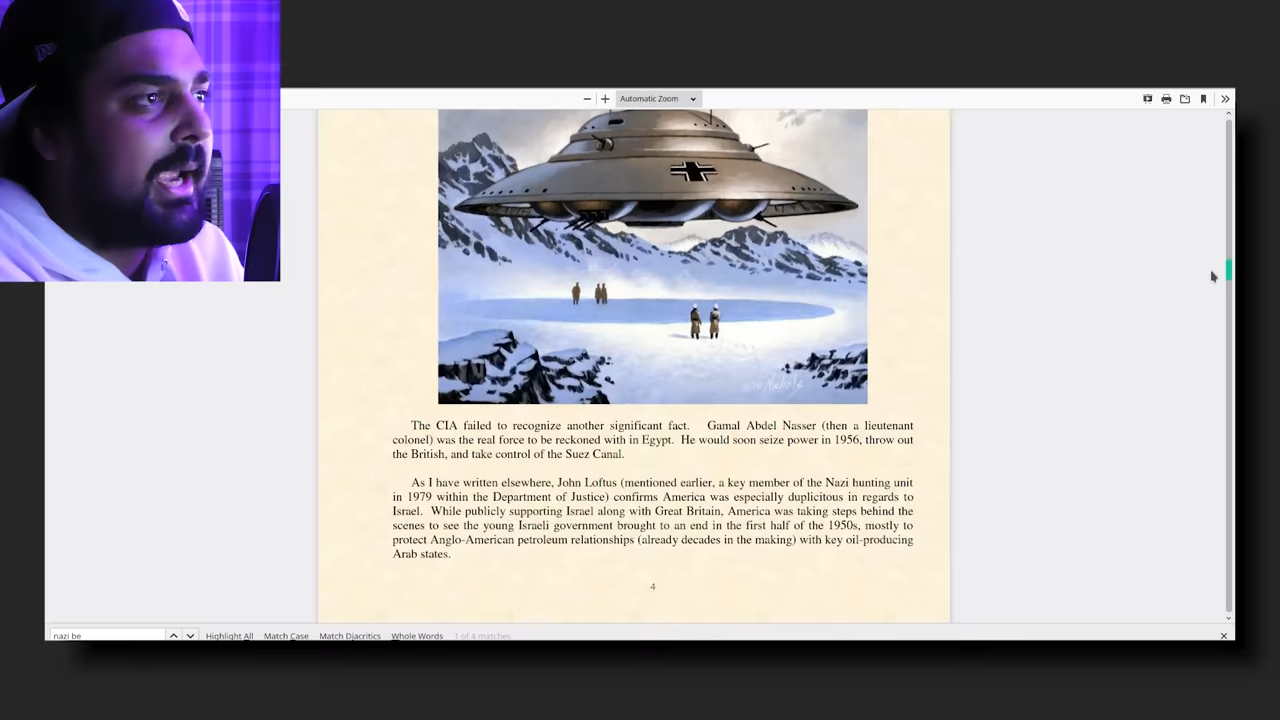 Automatic Zoom
The CIA failed to recognize another significant fact. Gamal Abdel Nasser (then a lieutenant
colonel) was the real force to be reckoned with in Egypt. He would soon seize power in 1956, throw out
the British, and take control of the Suez Canal.
As I have written elsewhere, John Loftus (mentioned earlier, a key member of the Nazi hunting unit
in 1979 within the Department of Justice) confirms America was especially duplicitous in regards to
Israel. While publicly supporting Israel along with Great Britain, America was taking steps behind the
scenes to see the young Israeli government brought to an end in the first half of the 1950s, mostly to
protect Anglo-American petroleum relationships (already decades in the making) with key oil-producing
Arab states.
4
nazi be Highlight All Match Case Match Diacritics Whole Words 1 of 4 matches